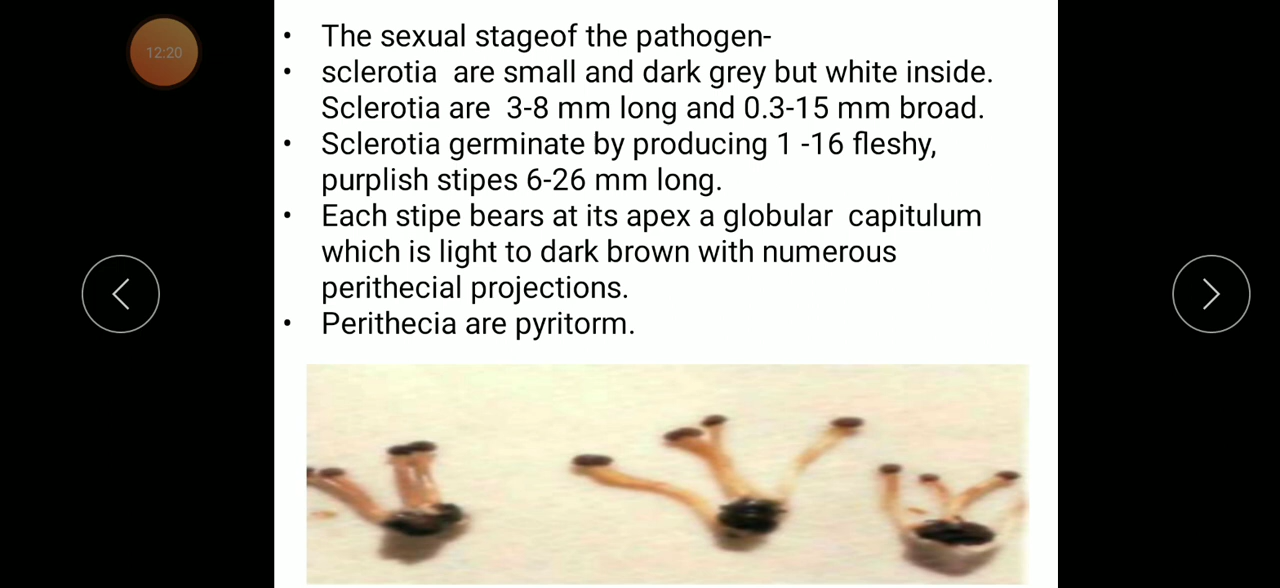 12:20
• The sexual stageof the pathogen-
• sclerotia  are small and dark grey but white inside.
Sclerotia are  3-8 mm long and 0.3-15 mm broad.
• Sclerotia germinate by producing 1 -16 fleshy,
purplish stipes 6-26 mm long.
• Each stipe bears at its apex a globular  capitulum
which is light to dark brown with numerous
perithecial projections.
• Perithecia are pyritorm.